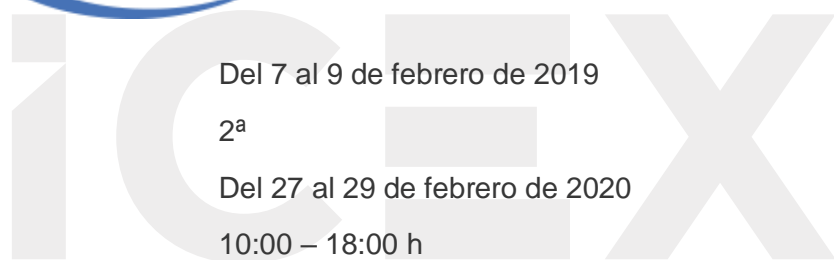 Del 7 al 9 de febrero de 2019
2ª
Del 27 al 29 de febrero de 2020
10:00 – 18:00 h
iCEX